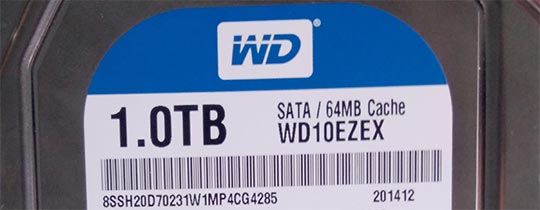 WD
1.0TB
SATA / 64MB Cache
WD10EZEX
8SSH20D70231W1MP4CG4285
201412